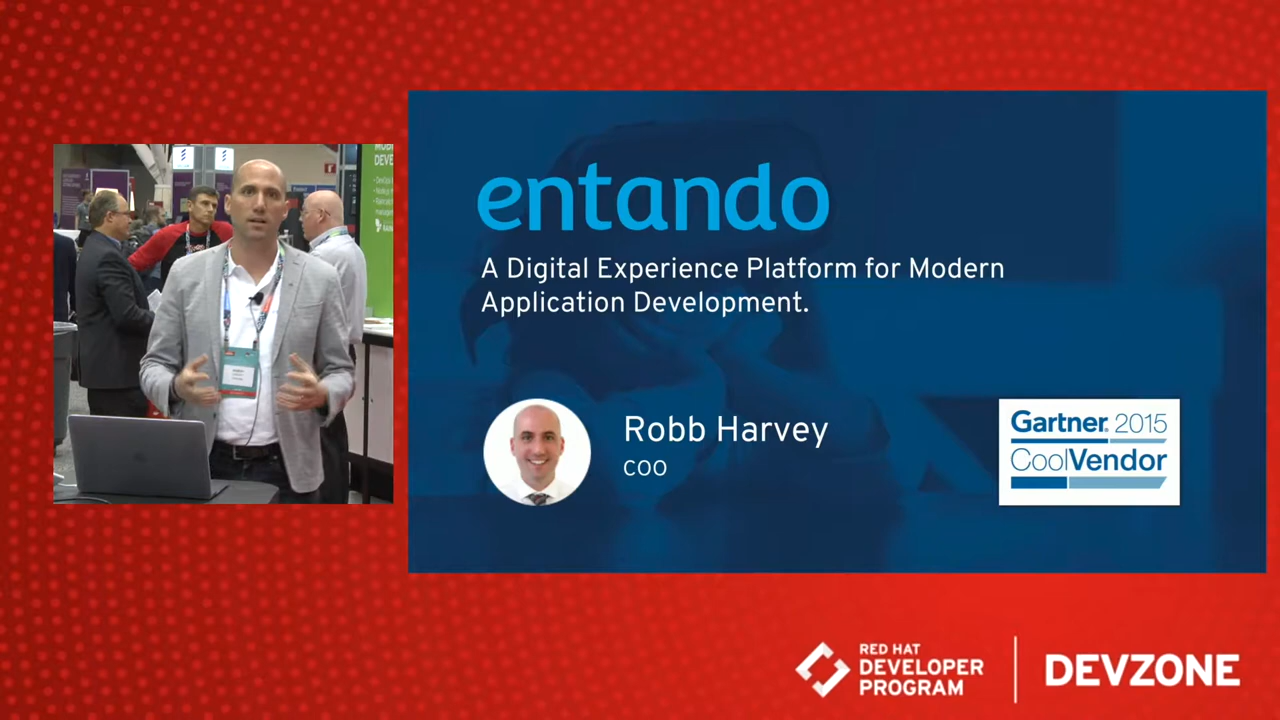 entando
A Digital Experience Platform for Modern
Application Development.
Robb Harvey
COO
Gartner. 2015
CoolVendor
RED HAT
DEVELOPER
PROGRAM
DEVZONE